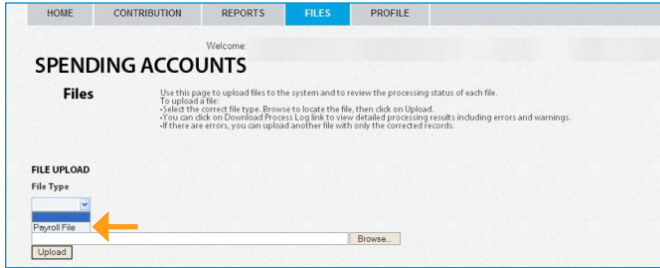 HOME CONTRIBUTION REPORTS FILES PROFILE
Welcome:
SPENDING ACCOUNTS
Files
Use this page to upload files to the system and to review the processing status of each file.
To upload a file:
•Select the correct file type. Browse to locate the file, then click on Upload.
•You can click on Download Process Log link to view detailed processing results including errors and warnings.
•If there are errors, you can upload another file with only the corrected records.
FILE UPLOAD
File Type
Payroll File
Browse...
Upload